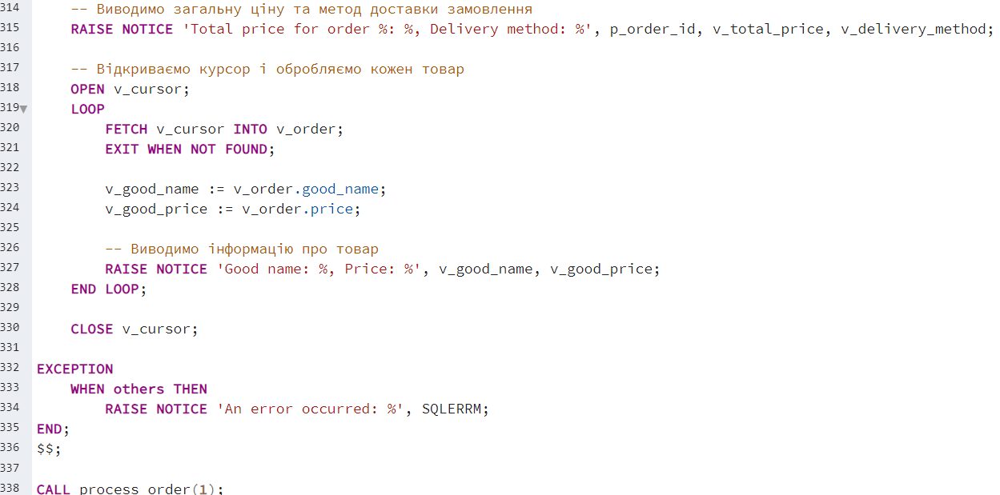 314 -- Виводимо загальну ціну та метод доставки замовлення
315 RAISE NOTICE 'Total price for order %: %, Delivery method: %', p_order_id, v_total_price, v_delivery_method;
316
317 -- Відкриваємо курсор і обробляємо кожен товар
318 OPEN v_cursor;
319 LOOP
320 FETCH v_cursor INTO v_order;
321 EXIT WHEN NOT FOUND;
322
323 v_good_name := v_order.good_name;
324 v_good_price := v_order.price;
325
326 -- Виводимо інформацію про товар
327 RAISE NOTICE 'Good name: %, Price: %', v_good_name, v_good_price;
328 END LOOP;
329
330 CLOSE v_cursor;
331
332 EXCEPTION
333 WHEN others THEN
334 RAISE NOTICE 'An error occurred: %', SQLERRM;
335 END;
336 $$;
337
338 CALL process_order(1);